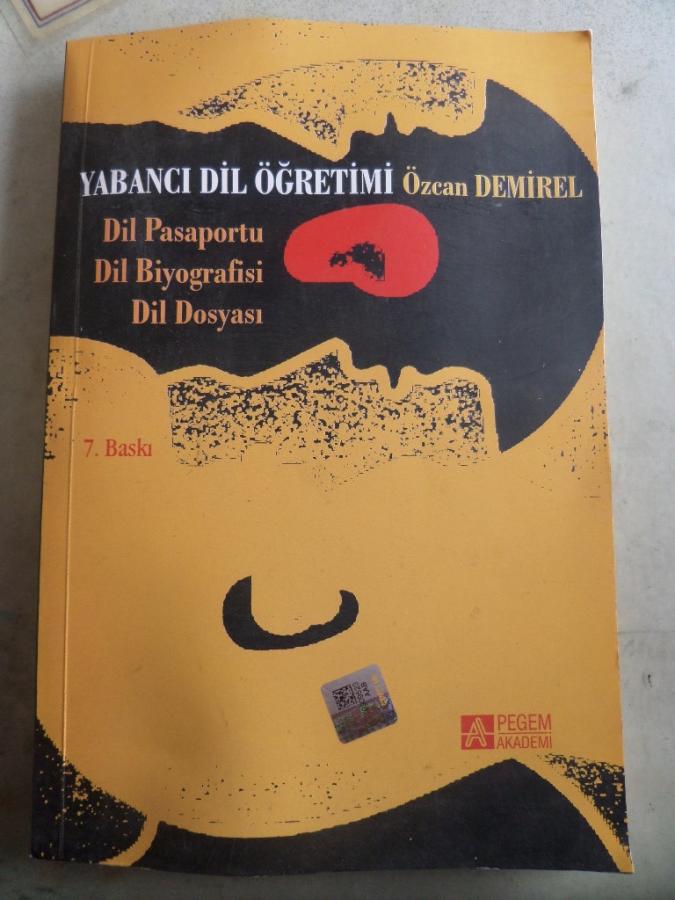 YABANCI DİL ÖĞRETİMİ Özcan DEMİREL
Dil Pasaportu
Dil Biyografisi
Dil Dosyası
7. Baskı
PEGEM
AKADEMİ